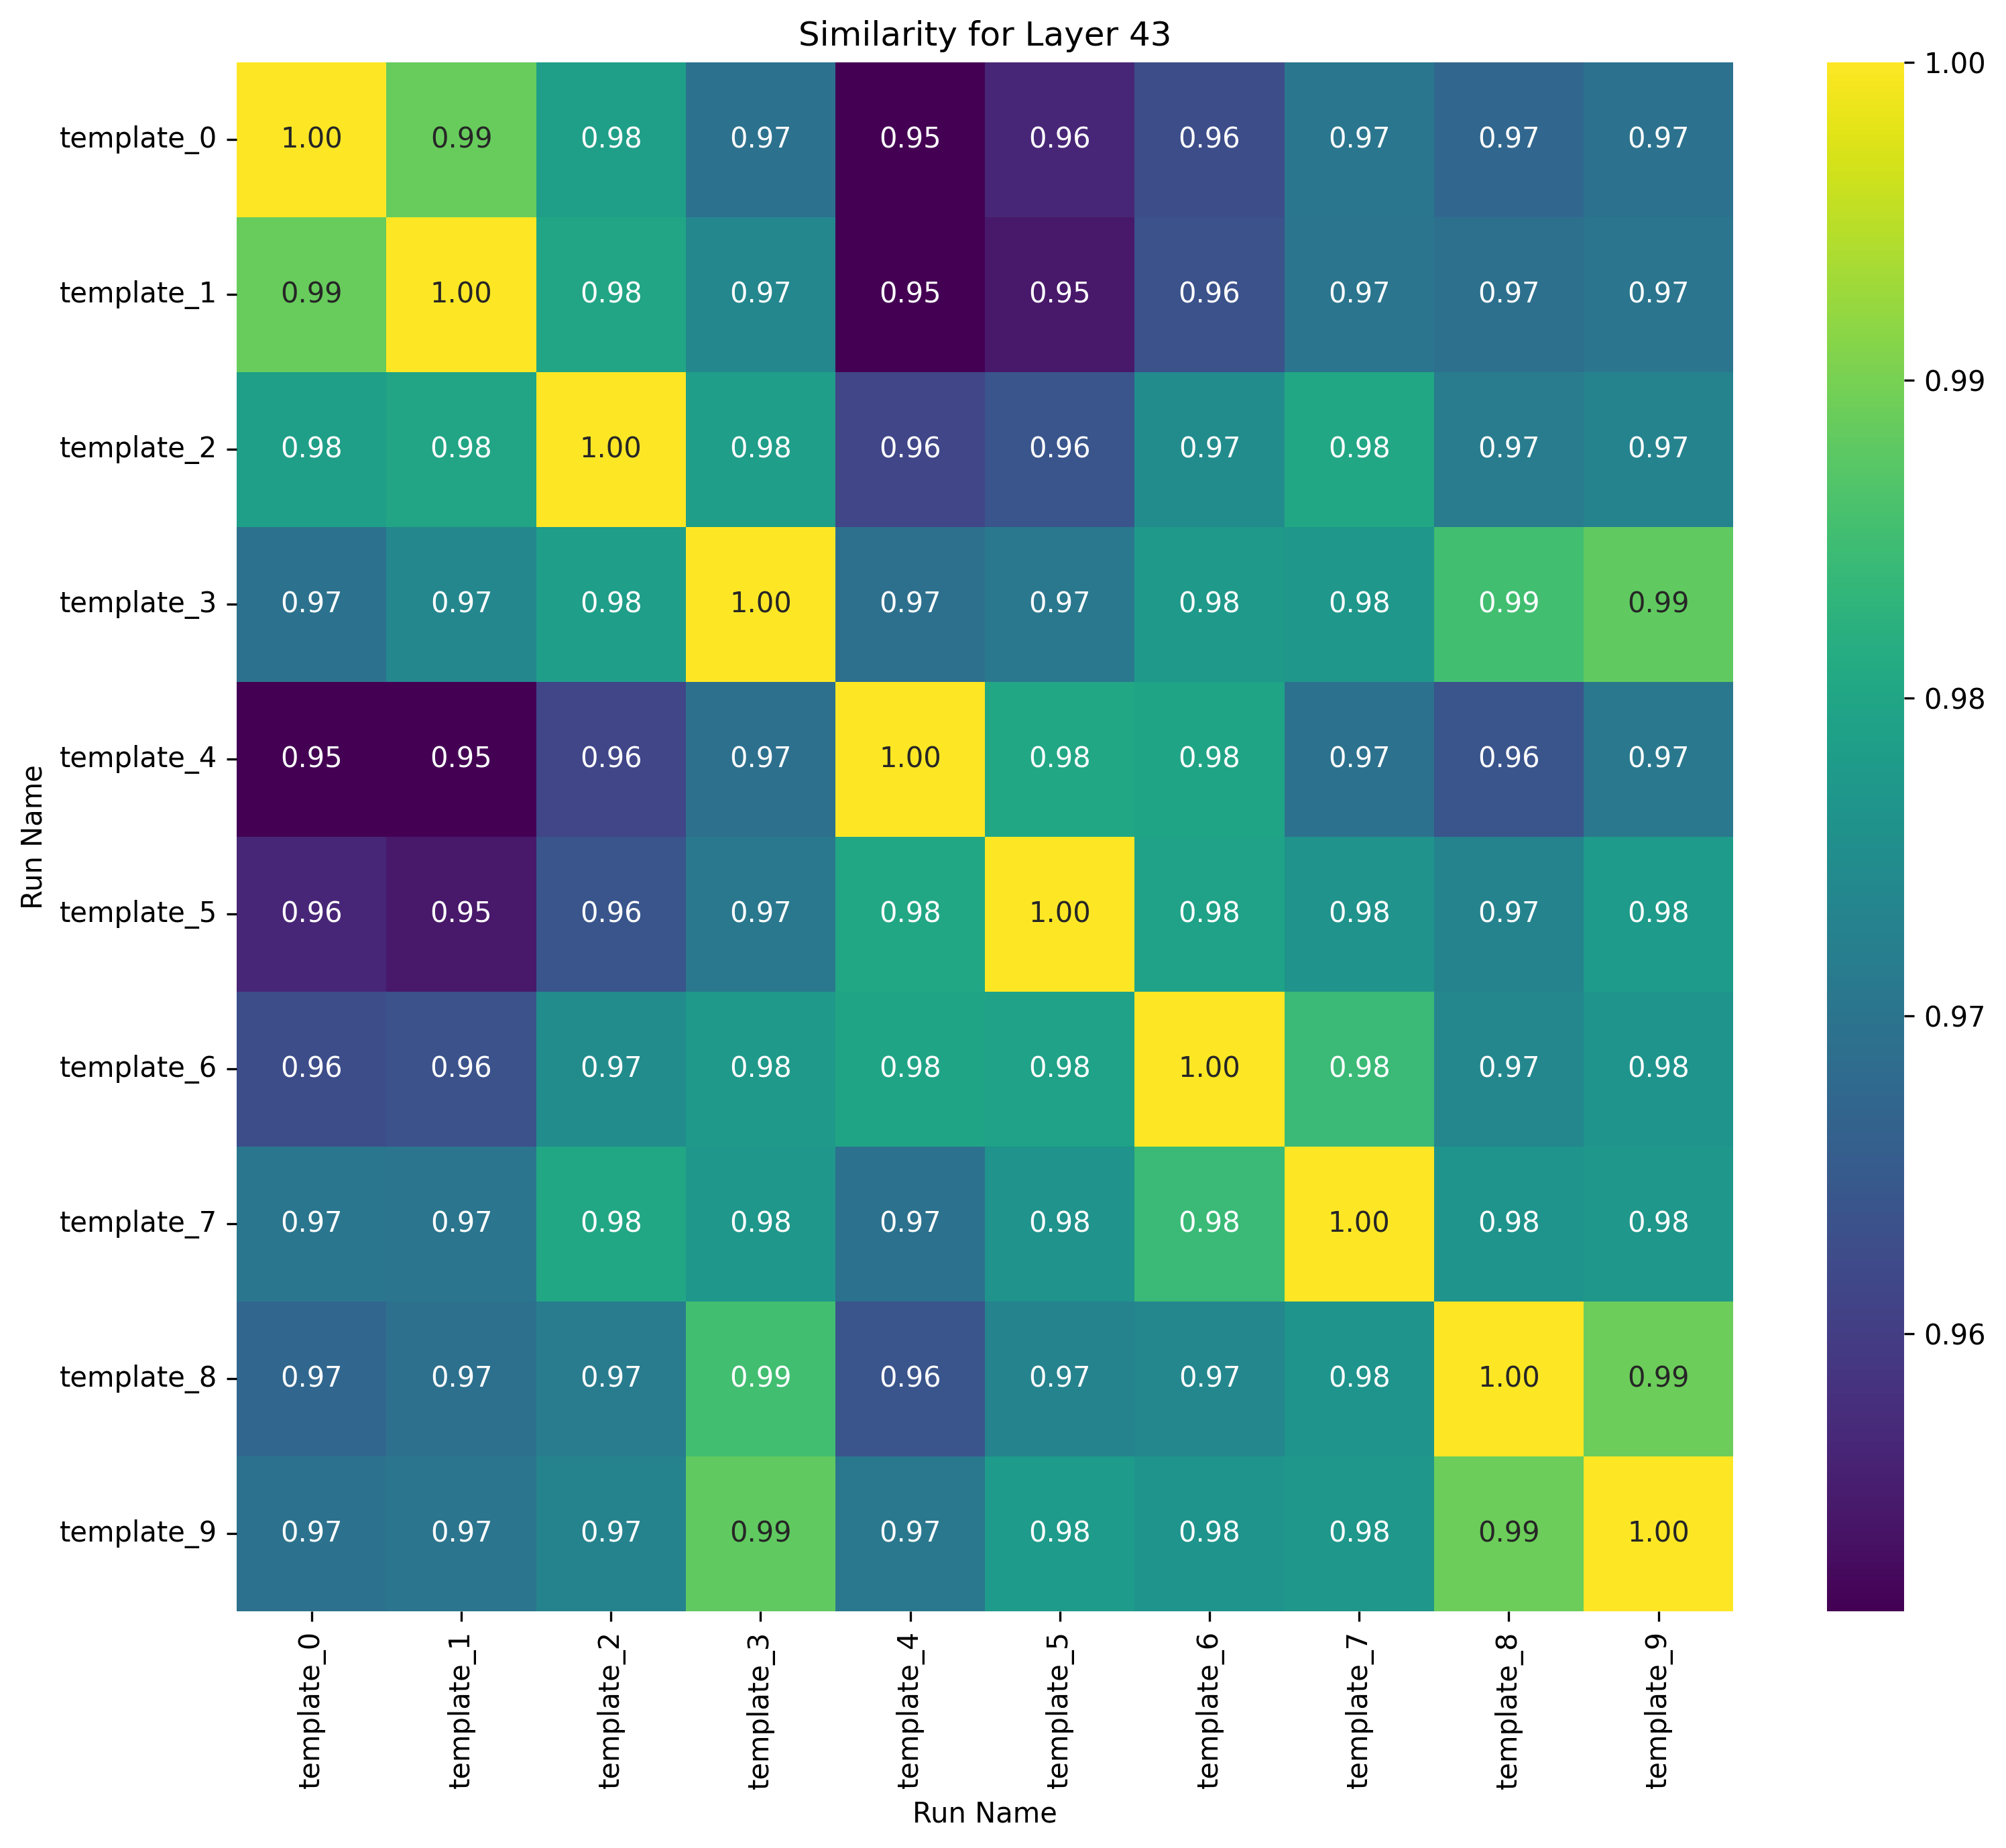 Similarity for Layer 43
template_0 1.00 0.99 0.98 0.97 0.95 0.96 0.96 0.97 0.97 0.97
template_1 0.99 1.00 0.98 0.97 0.95 0.95 0.96 0.97 0.97 0.97
template_2 0.98 0.98 1.00 0.98 0.96 0.96 0.97 0.98 0.97 0.97
template_3 0.97 0.97 0.98 1.00 0.97 0.97 0.98 0.98 0.99 0.99
template_4 0.95 0.95 0.96 0.97 1.00 0.98 0.98 0.97 0.96 0.97
template_5 0.96 0.95 0.96 0.97 0.98 1.00 0.98 0.98 0.97 0.98
template_6 0.96 0.96 0.97 0.98 0.98 0.98 1.00 0.98 0.97 0.98
template_7 0.97 0.97 0.98 0.98 0.97 0.98 0.98 1.00 0.98 0.98
template_8 0.97 0.97 0.97 0.99 0.96 0.97 0.97 0.98 1.00 0.99
template_9 0.97 0.97 0.97 0.99 0.97 0.98 0.98 0.98 0.99 1.00
Run Name
template_0 template_1 template_2 template_3 template_4 template_5 template_6 template_7 template_8 template_9
Run Name
1.00
0.99
0.98
0.97
0.96